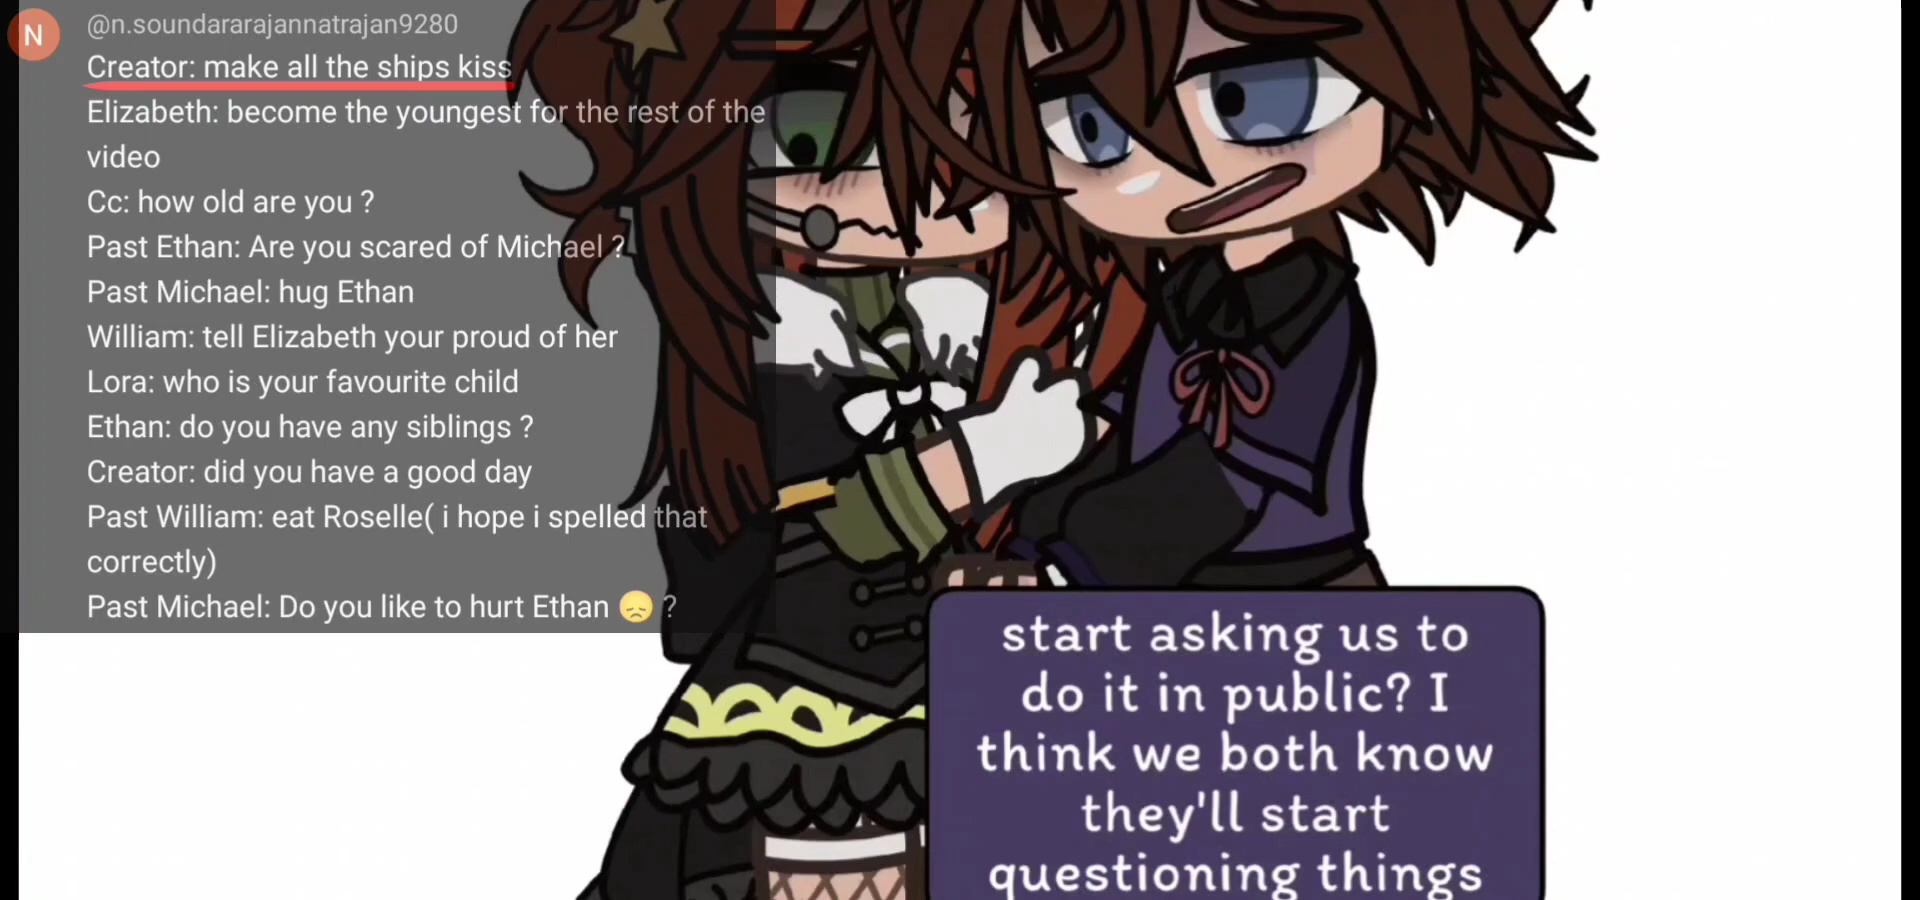 N
@n.soundararajannatrajan9280
Creator: make all the ships kiss
Elizabeth: become the youngest for the rest of the
video
Cc: how old are you ?
Past Ethan: Are you scared of Michael ?
Past Michael: hug Ethan
William: tell Elizabeth your proud of her
Lora: who is your favourite child
Ethan: do you have any siblings ?
Creator: did you have a good day
Past William: eat Roselle( i hope i spelled that
correctly)
Past Michael: Do you like to hurt Ethan 😞 ?
start asking us to
do it in public? I
think we both know
they'll start
questioning things